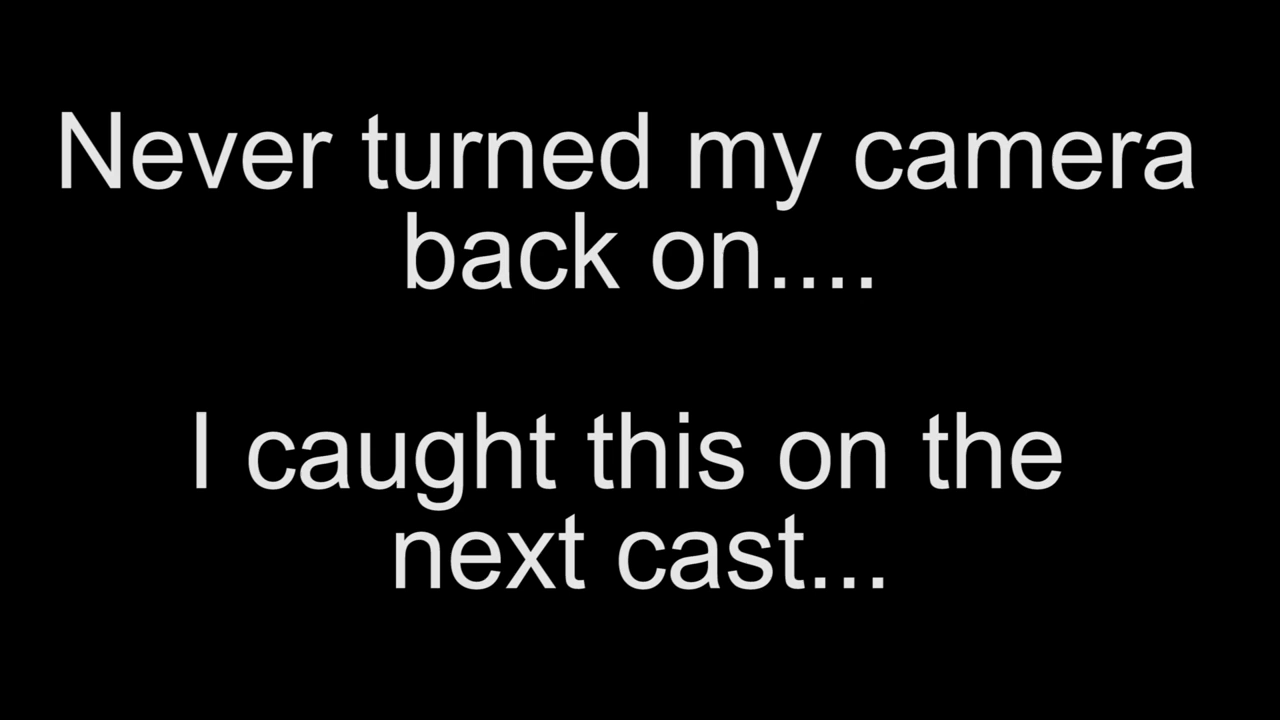 Never turned my camera
back on....
I caught this on the
next cast...